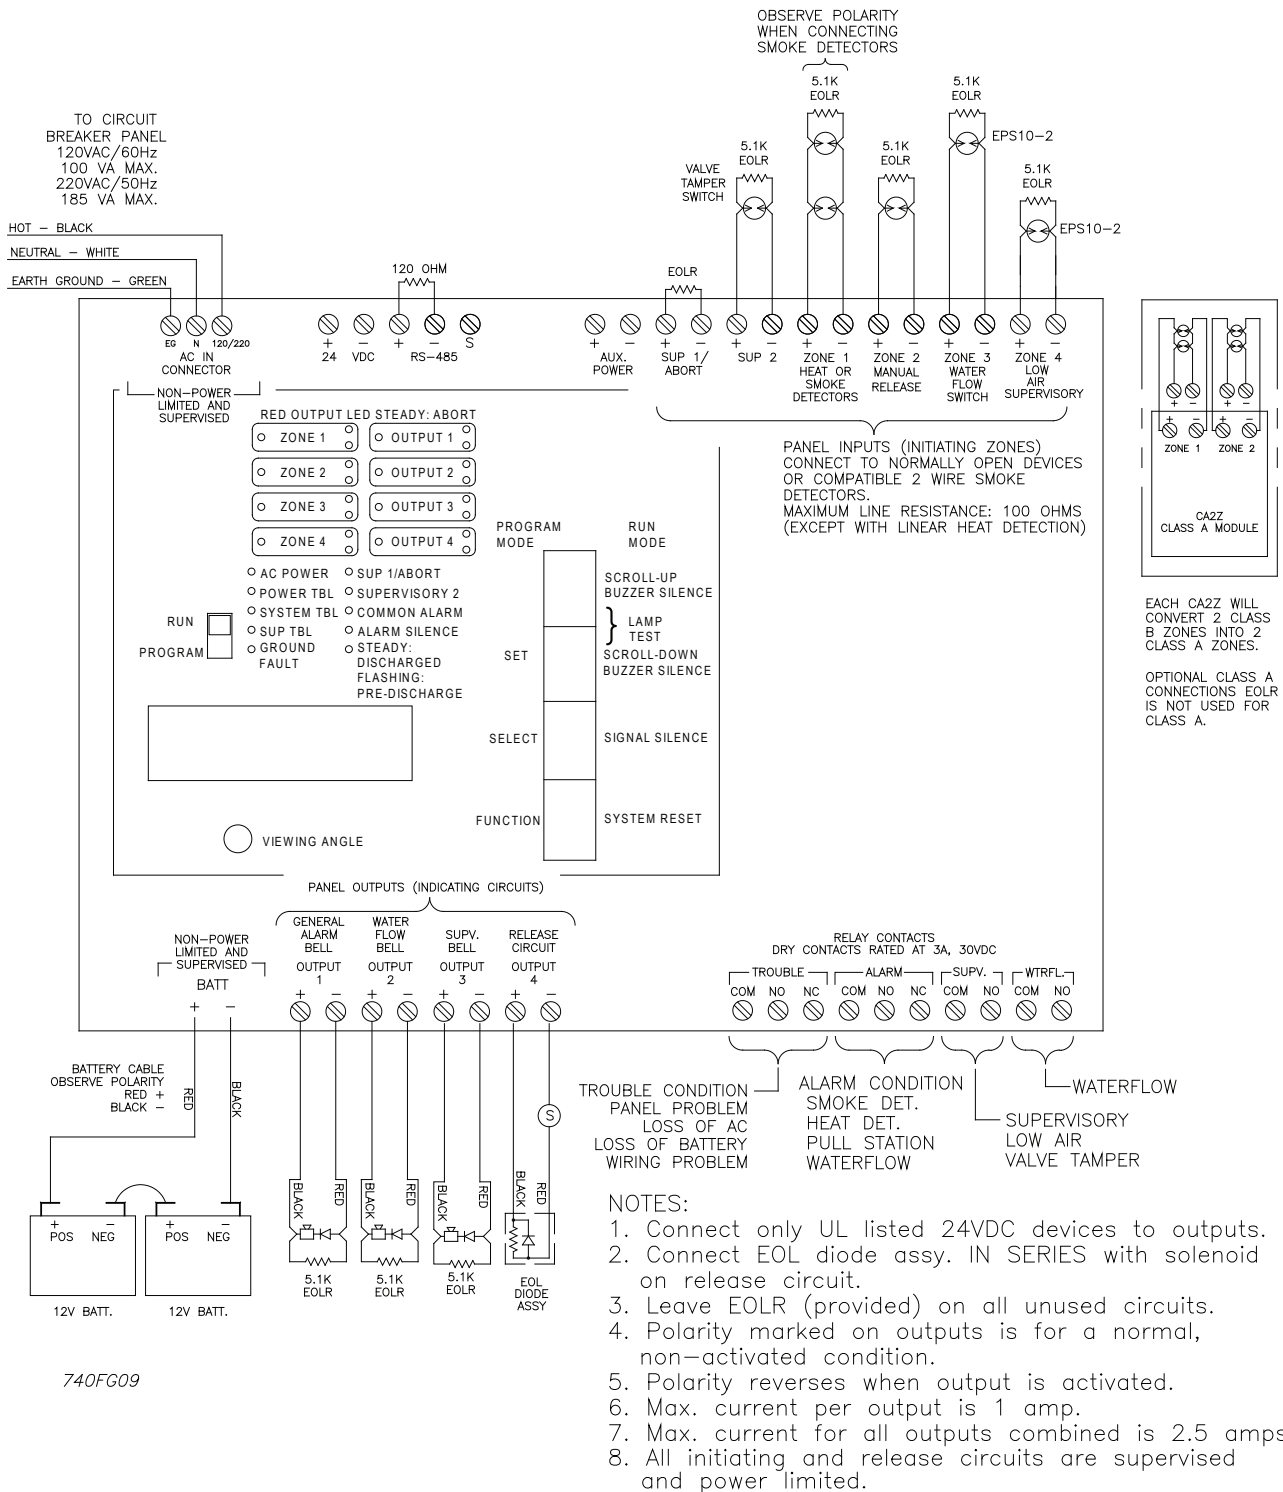 OBSERVE POLARITY
WHEN CONNECTING
SMOKE DETECTORS
5.1K
EOLR
5.1K
EOLR
EPS10-2
TO CIRCUIT
BREAKER PANEL
120VAC/60Hz
100 VA MAX.
220VAC/50Hz
185 VA MAX.
VALVE
TAMPER
SWITCH
5.1K
EOLR
5.1K
EOLR
5.1K
EOLR
EPS10-2
HOT - BLACK
NEUTRAL - WHITE
EARTH GROUND - GREEN
120 OHM
EOLR
EG N 120/220
AC IN
CONNECTOR
NON-POWER
LIMITED AND
SUPERVISED
+ - + - S
24 VDC RS-485
+ -
AUX.
POWER
+ -
SUP 1/
ABORT
+ -
SUP 2
+ -
ZONE 1
HEAT OR
SMOKE
DETECTORS
+ -
ZONE 2
MANUAL
RELEASE
+ -
ZONE 3
WATER
FLOW
SWITCH
+ -
ZONE 4
LOW
AIR
SUPERVISORY
PANEL INPUTS (INITIATING ZONES)
CONNECT TO NORMALLY OPEN DEVICES
OR COMPATIBLE 2 WIRE SMOKE
DETECTORS.
MAXIMUM LINE RESISTANCE: 100 OHMS
(EXCEPT WITH LINEAR HEAT DETECTION)
+ - + -
+ - + -
ZONE 1 ZONE 2
CA2Z
CLASS A MODULE
EACH CA2Z WILL
CONVERT 2 CLASS
B ZONES INTO 2
CLASS A ZONES.
OPTIONAL CLASS A
CONNECTIONS EOLR
IS NOT USED FOR
CLASS A.
RED OUTPUT LED STEADY: ABORT
ZONE 1 OUTPUT 1
ZONE 2 OUTPUT 2
ZONE 3 OUTPUT 3
ZONE 4 OUTPUT 4
AC POWER SUP 1/ABORT
POWER TBL SUPERVISORY 2
SYSTEM TBL COMMON ALARM
SUP TBL ALARM SILENCE
GROUND
FAULT
STEADY:
DISCHARGED
FLASHING:
PRE-DISCHARGE
RUN
PROGRAM
PROGRAM
MODE
RUN
MODE
SCROLL-UP
BUZZER SILENCE
LAMP
TEST
SET
SCROLL-DOWN
BUZZER SILENCE
SELECT
SIGNAL SILENCE
FUNCTION
SYSTEM RESET
VIEWING ANGLE
PANEL OUTPUTS (INDICATING CIRCUITS)
NON-POWER
LIMITED AND
SUPERVISED
BATT
+ -
GENERAL
ALARM
BELL
OUTPUT
1
+ -
WATER
FLOW
BELL
OUTPUT
2
+ -
SUPV.
BELL
OUTPUT
3
+ -
RELEASE
CIRCUIT
OUTPUT
4
+ -
RELAY CONTACTS
DRY CONTACTS RATED AT 3A, 30VDC
TROUBLE ALARM SUPV. WTRFL.
COM NO NC COM NO NC COM NO COM NO
BATTERY CABLE
OBSERVE POLARITY
RED +
BLACK -
RED
BLACK
S
BLACK
RED
BLACK
RED
BLACK
RED
BLACK
RED
5.1K
EOLR
5.1K
EOLR
5.1K
EOLR
EOL
DIODE
ASSY
+ -
POS NEG
+ -
POS NEG
12V BATT.
12V BATT.
TROUBLE CONDITION
PANEL PROBLEM
LOSS OF AC
LOSS OF BATTERY
WIRING PROBLEM
ALARM CONDITION
SMOKE DET.
HEAT DET.
PULL STATION
WATERFLOW
SUPERVISORY
LOW AIR
VALVE TAMPER
WATERFLOW
740FG09
NOTES:
1. Connect only UL listed 24VDC devices to outputs.
2. Connect EOL diode assy. IN SERIES with solenoid
on release circuit.
3. Leave EOLR (provided) on all unused circuits.
4. Polarity marked on outputs is for a normal,
non-activated condition.
5. Polarity reverses when output is activated.
6. Max. current per output is 1 amp.
7. Max. current for all outputs combined is 2.5 amps
8. All initiating and release circuits are supervised
and power limited.